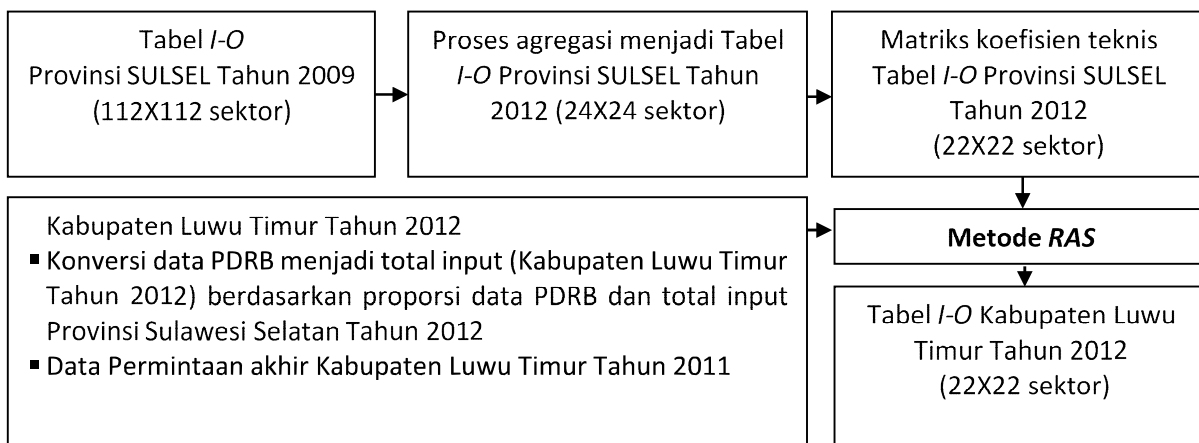 Tabel I-O
Provinsi SULSEL Tahun 2009
(112X112 sektor)
Proses agregasi menjadi Tabel
I-O Provinsi SULSEL Tahun
2012 (24X24 sektor)
Matriks koefisien teknis
Tabel I-O Provinsi SULSEL
Tahun 2012
(22X22 sektor)
Kabupaten Luwu Timur Tahun 2012
▪ Konversi data PDRB menjadi total input (Kabupaten Luwu Timur
Tahun 2012) berdasarkan proporsi data PDRB dan total input
Provinsi Sulawesi Selatan Tahun 2012
▪ Data Permintaan akhir Kabupaten Luwu Timur Tahun 2011
Metode RAS
Tabel I-O Kabupaten Luwu
Timur Tahun 2012
(22X22 sektor)